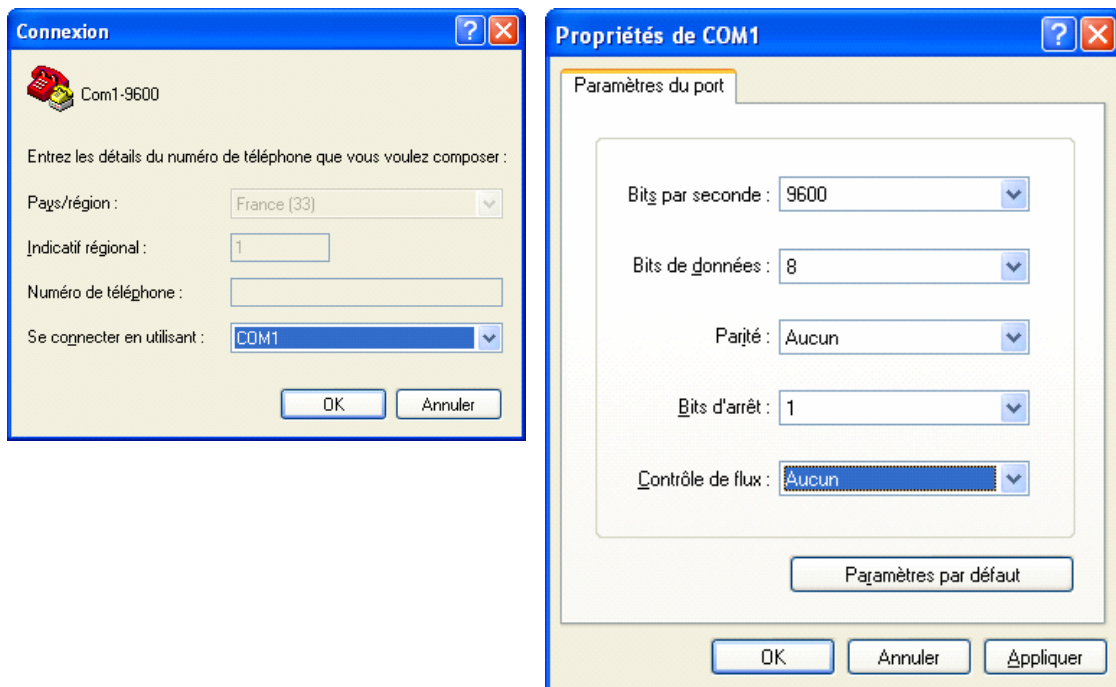 Connexion
Com1-9600
Entrez les détails du numéro de téléphone que vous voulez composer :
Pays/région : France (33)
Indicatif régional : 1
Numéro de téléphone :
Se connecter en utilisant : COM1
OK Annuler
Propriétés de COM1
Paramètres du port
Bits par seconde : 9600
Bits de données : 8
Parité : Aucun
Bits d'arrêt : 1
Contrôle de flux : Aucun
Paramètres par défaut
OK Annuler Appliquer